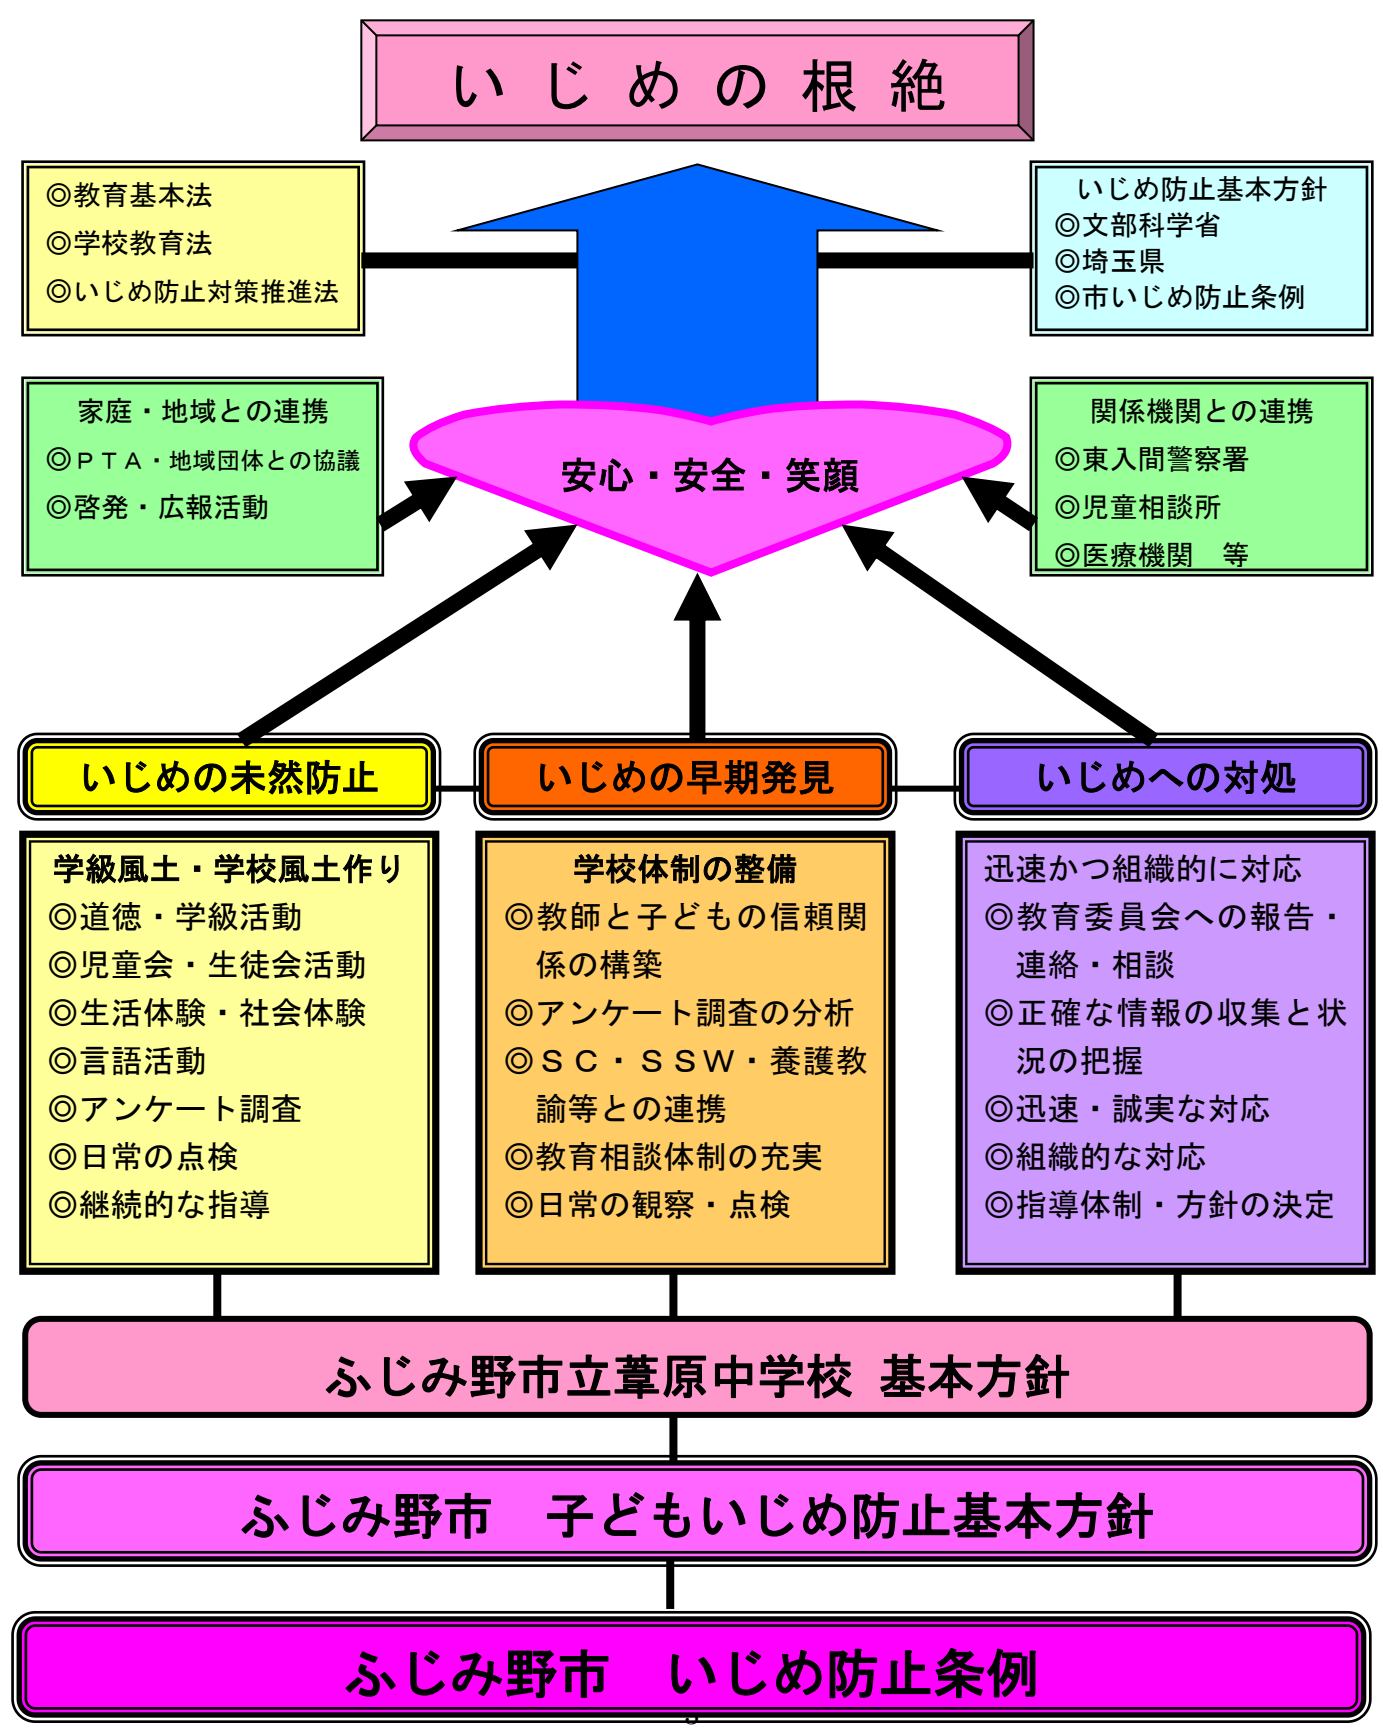 いじめの根絶
◎教育基本法
◎学校教育法
◎いじめ防止対策推進法
いじめ防止基本方針
◎文部科学省
◎埼玉県
◎市いじめ防止条例
家庭・地域との連携
◎ＰＴＡ・地域団体との協議
◎啓発・広報活動
安心・安全・笑顔
関係機関との連携
◎東入間警察署
◎児童相談所
◎医療機関　等
いじめの未然防止
いじめの早期発見
いじめへの対処
学級風土・学校風土作り
◎道徳・学級活動
◎児童会・生徒会活動
◎生活体験・社会体験
◎言語活動
◎アンケート調査
◎日常の点検
◎継続的な指導
学校体制の整備
◎教師と子どもの信頼関
係の構築
◎アンケート調査の分析
◎ＳＣ・ＳＳＷ・養護教
諭等との連携
◎教育相談体制の充実
◎日常の観察・点検
迅速かつ組織的に対応
◎教育委員会への報告・
連絡・相談
◎正確な情報の収集と状
況の把握
◎迅速・誠実な対応
◎組織的な対応
◎指導体制・方針の決定
ふじみ野市立葦原中学校 基本方針
ふじみ野市　子どもいじめ防止基本方針
ふじみ野市　いじめ防止条例